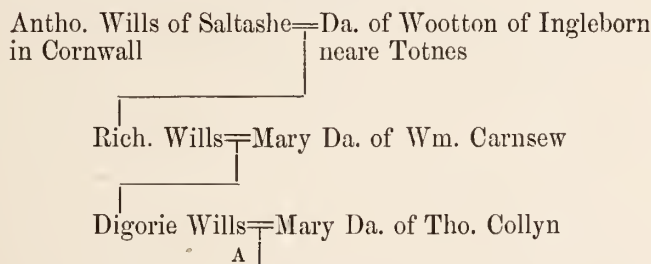 Antho. Wills of Saltashe=Da. of Wootton of Ingleborn
in Cornwall neare Totnes
Rich. Wills=Mary Da. of Wm. Carnsew
Digorie Wills=Mary Da. of Tho. Collyn
A